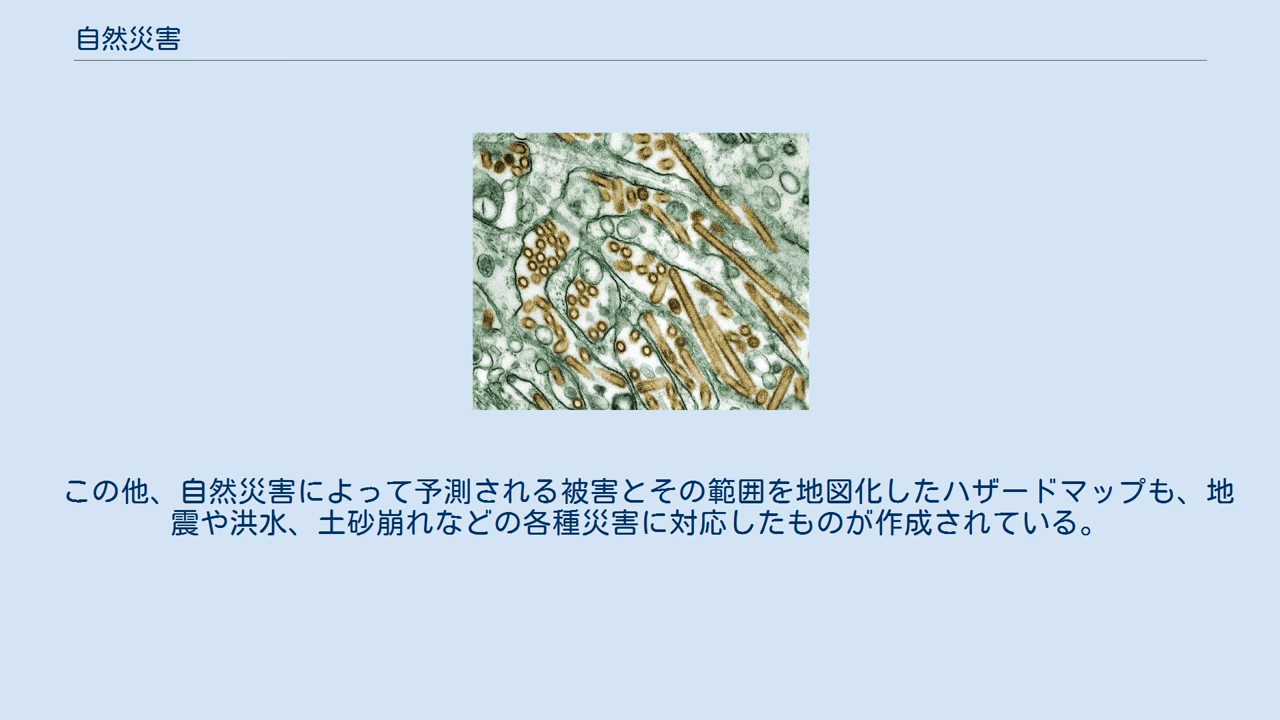 自然災害
この他、自然災害によって予測される被害とその範囲を地図化したハザードマップも、地
震や洪水、土砂崩れなどの各種災害に対応したものが作成されている。